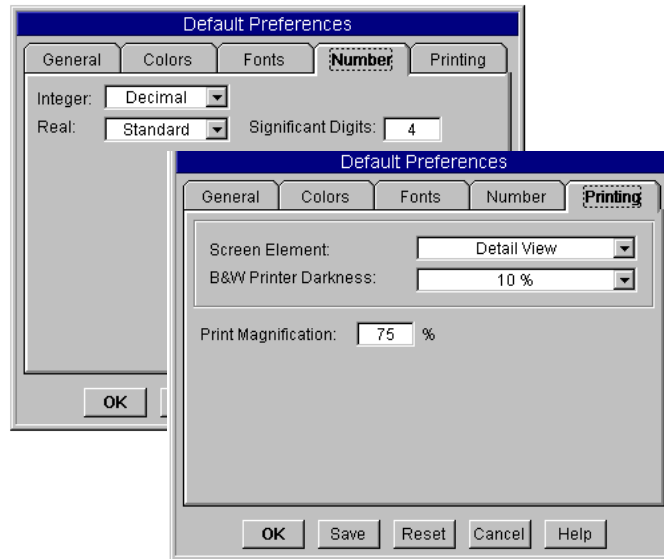 Default Preferences
General Colors Fonts Number Printing
Integer: Decimal
Real: Standard Significant Digits: 4
OK
Default Preferences
General Colors Fonts Number Printing
Screen Element: Detail View
B&W Printer Darkness: 10 %
Print Magnification: 75 %
OK Save Reset Cancel Help